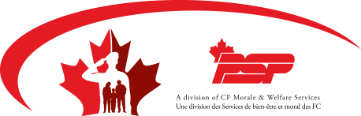 PSP
A division of CF Morale & Welfare Services
Une division des Services de bien-être et moral des FC